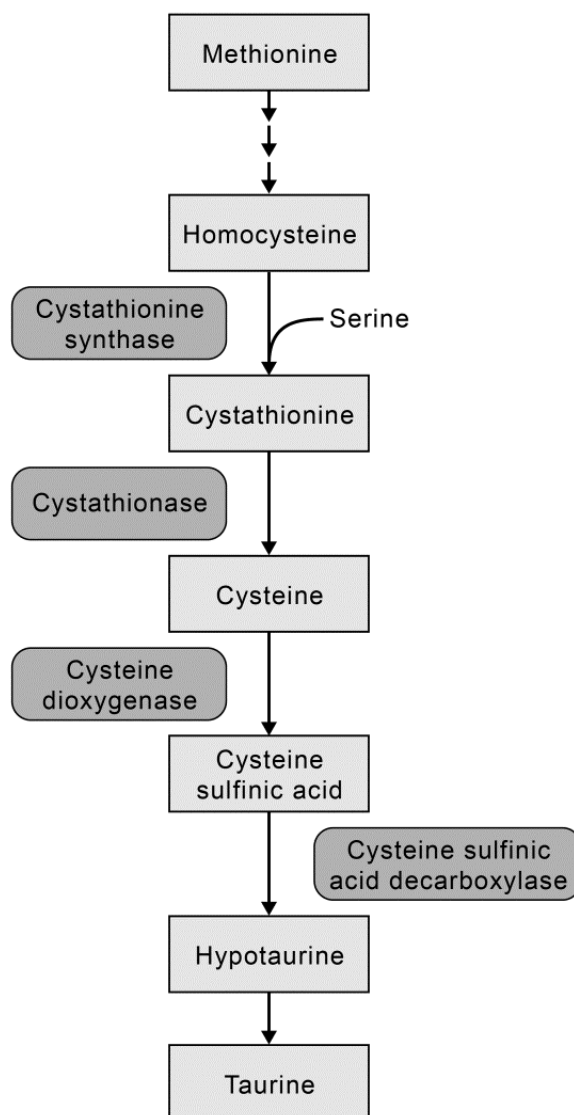 Methionine
Homocysteine
Cystathionine
synthase
Serine
Cystathionine
Cystathionase
Cysteine
Cysteine
dioxygenase
Cysteine
sulfinic acid
Cysteine sulfinic
acid decarboxylase
Hypotaurine
Taurine